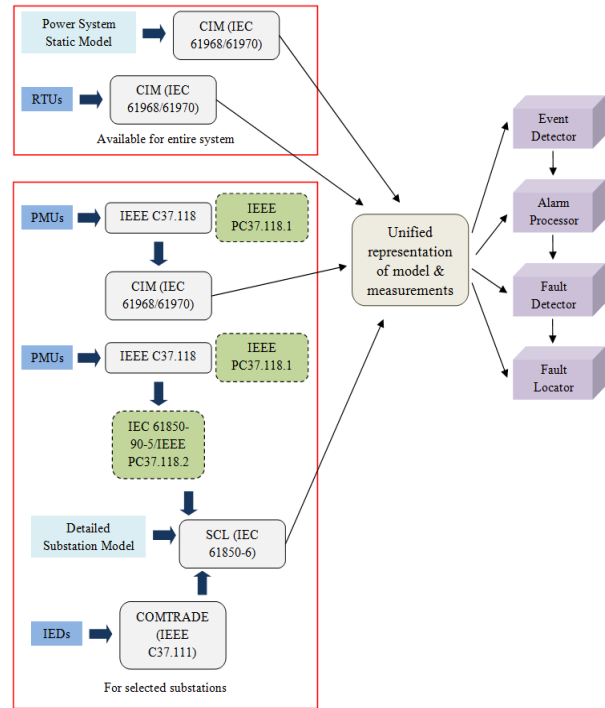 Power System
Static Model
CIM (IEC
61968/61970)
RTUs
CIM (IEC
61968/61970)
Available for entire system
PMUs
IEEE C37.118
IEEE
PC37.118.1
CIM (IEC
61968/61970)
PMUs
IEEE C37.118
IEEE
PC37.118.1
IEC 61850-
90-5/IEEE
PC37.118.2
Detailed
Substation Model
SCL (IEC
61850-6)
IEDs
COMTRADE
(IEEE
C37.111)
For selected substations
Unified
representation
of model &
measurements
Event
Detector
Alarm
Processor
Fault
Detector
Fault
Locator